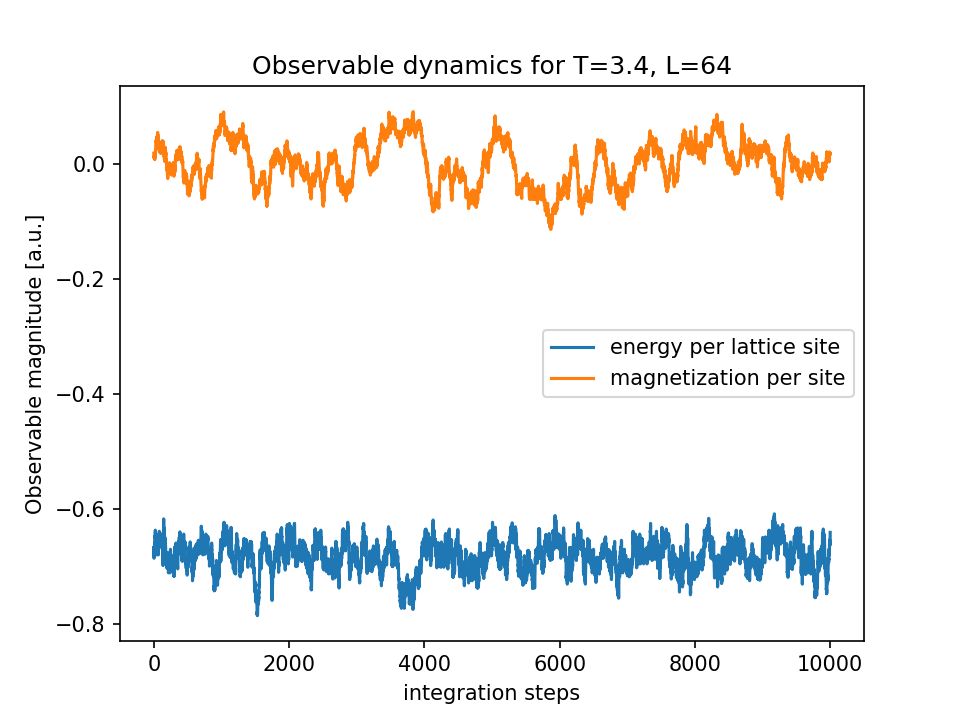 Observable dynamics for T=3.4, L=64
Observable magnitude [a.u.]
0.0
−0.2
−0.4
−0.6
−0.8
energy per lattice site
magnetization per site
0 2000 4000 6000 8000 10000
integration steps